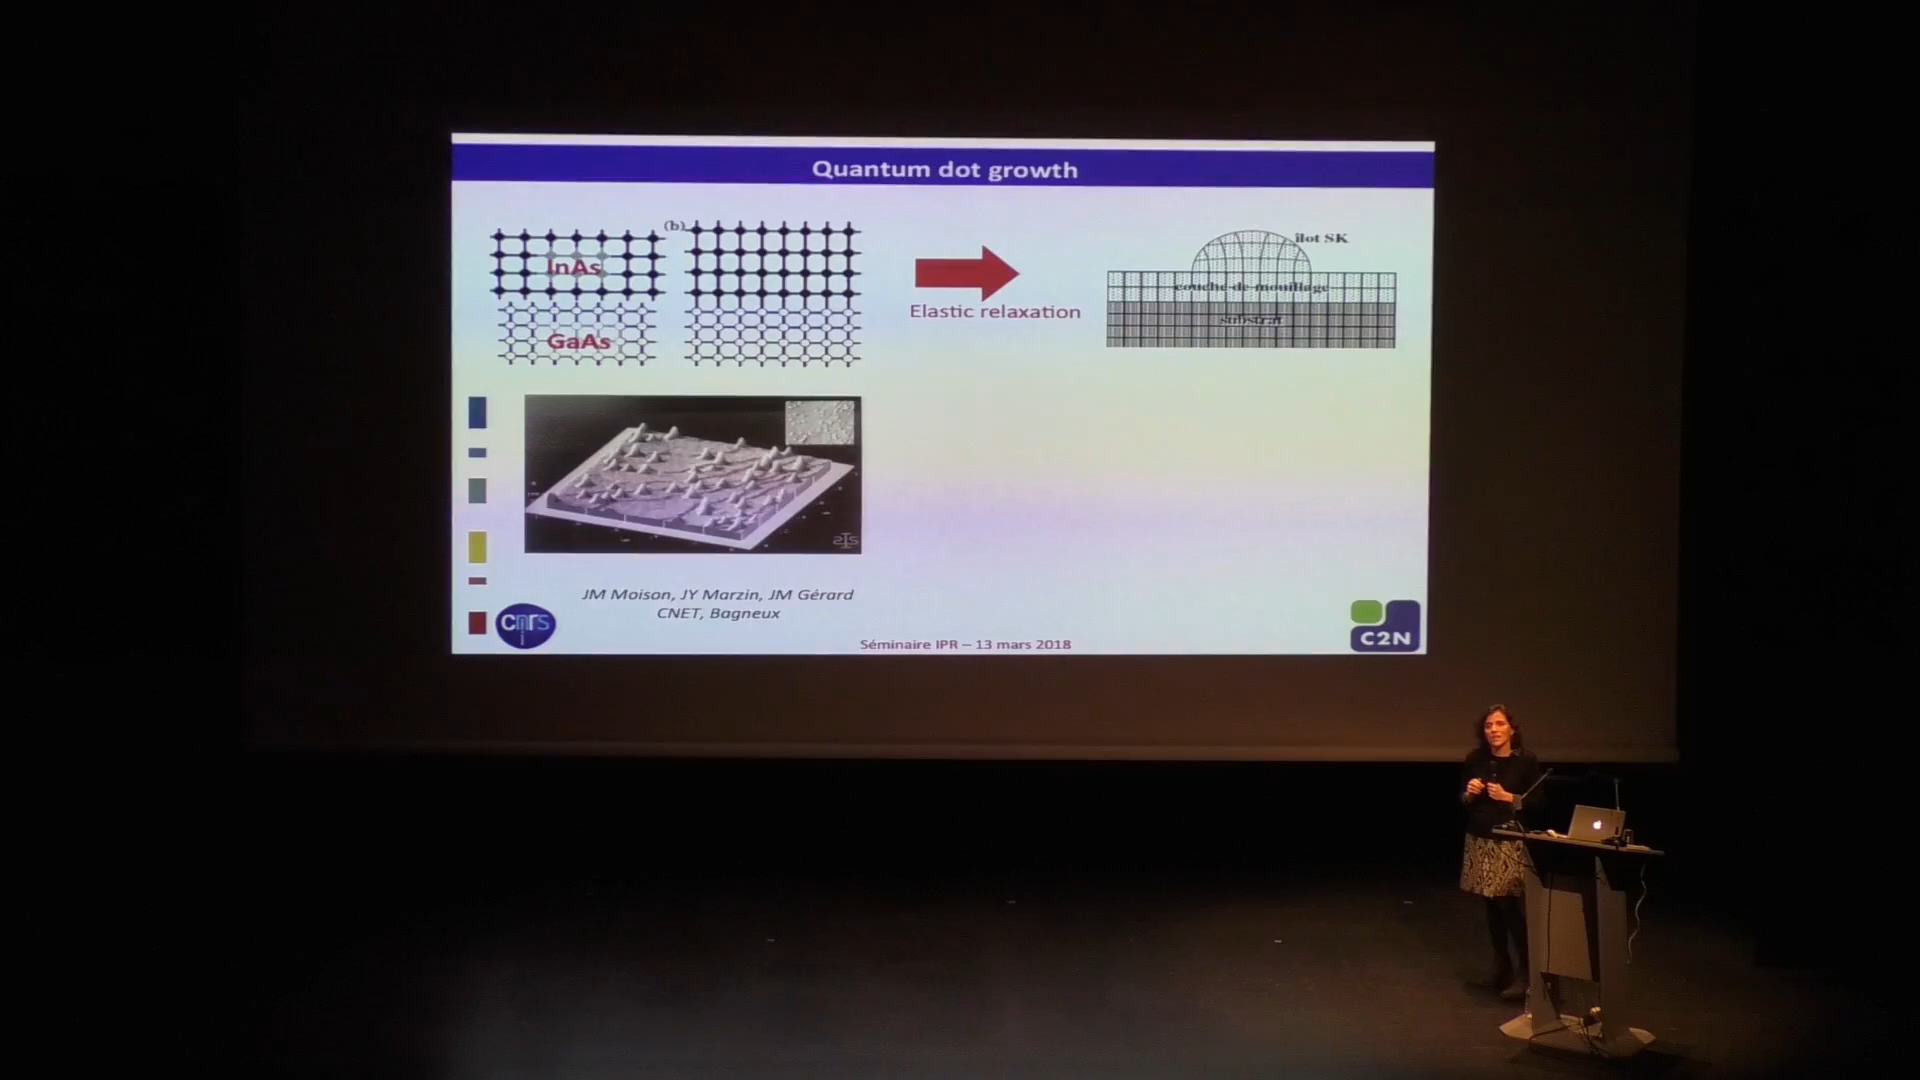 Quantum dot growth
(b)
InAs
GaAs
Elastic relaxation
îlot SK
couche de mouillage
substrat
JM Moison, JY Marzin, JM Gérard
CNET, Bagneux
cnrs
Séminaire IPR – 13 mars 2018
C2N